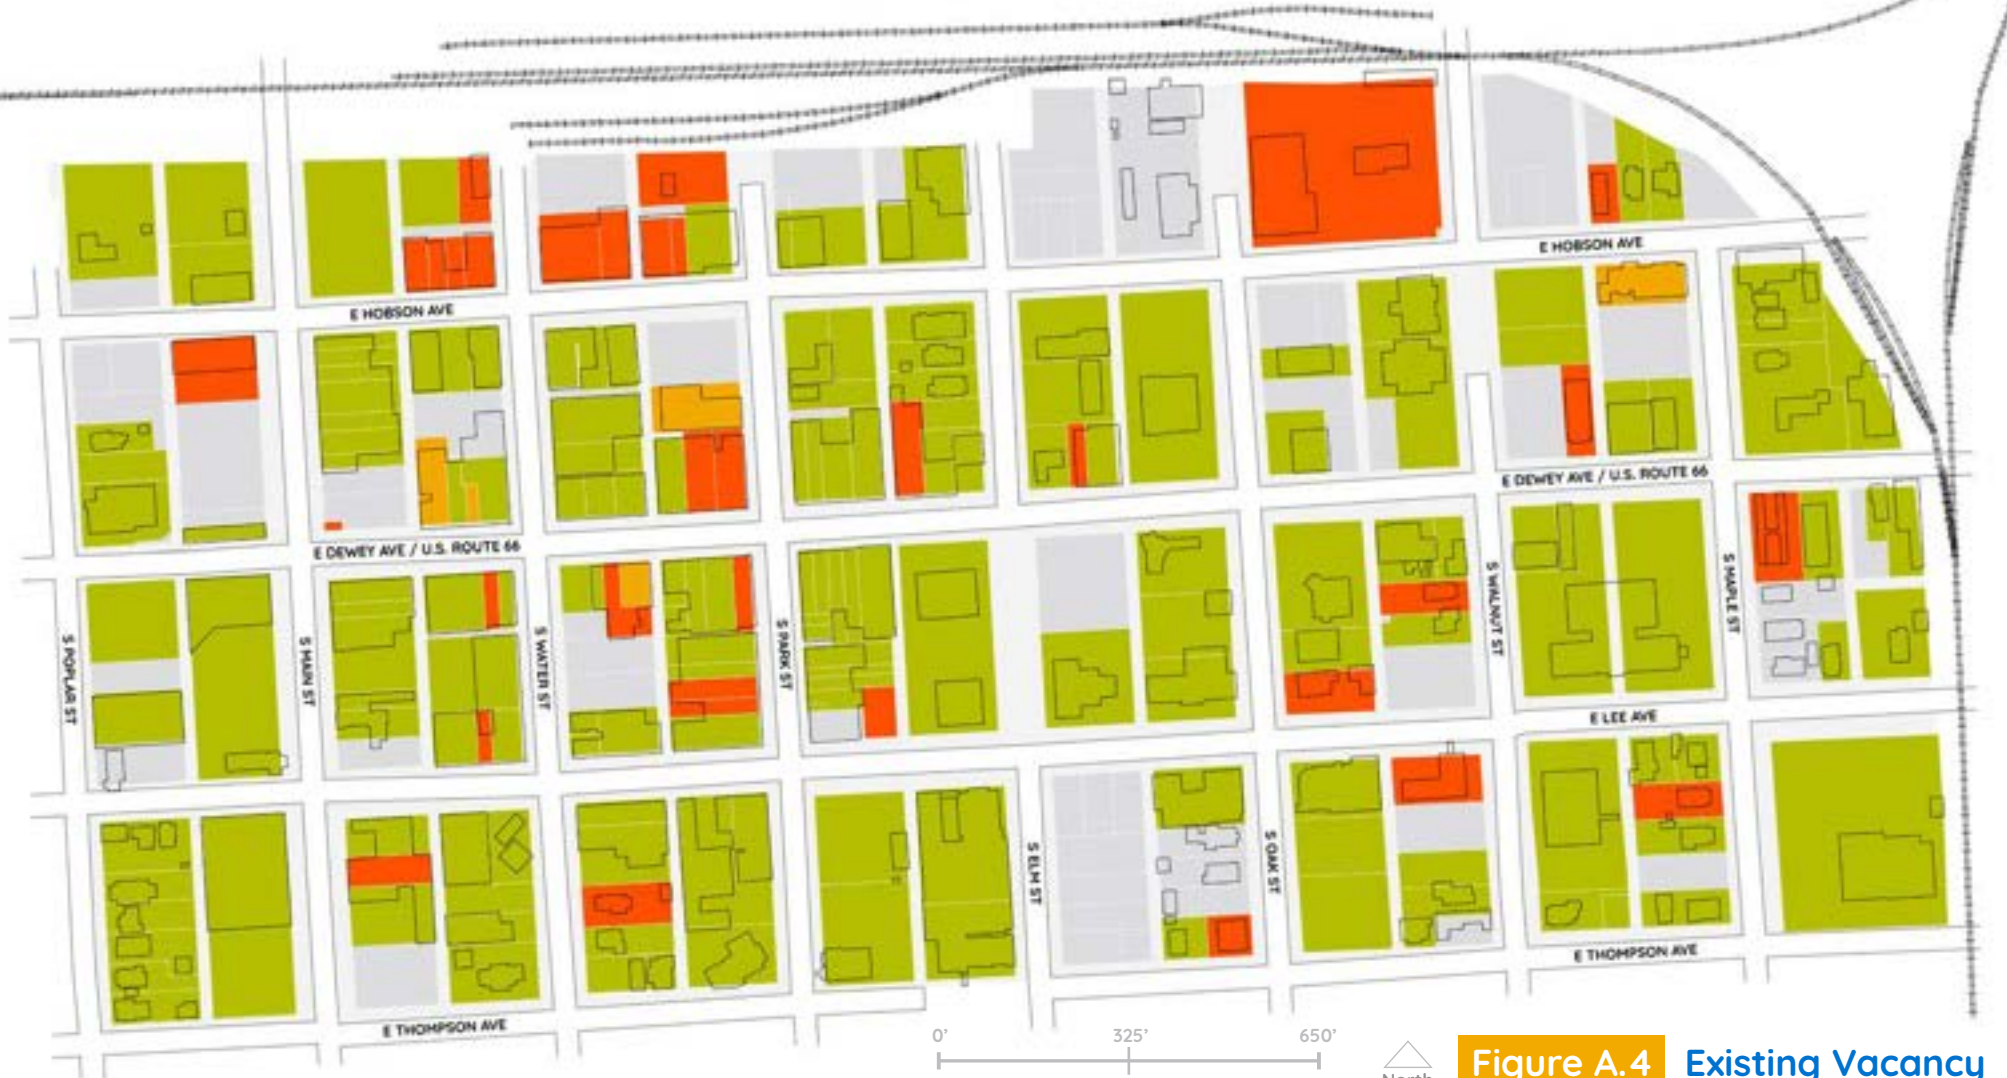 E HOBSON AVE
E HOBSON AVE
E DEWEY AVE / U.S. ROUTE 66
E DEWEY AVE / U.S. ROUTE 66
S POPLAR ST
S MAIN ST
S WATER ST
S PARK ST
S WALNUT ST
S MAPLE ST
E LEE AVE
S ELM ST
S OAK ST
E THOMPSON AVE
E THOMPSON AVE
0' 325' 650'
North
Figure A.4 Existing Vacancy